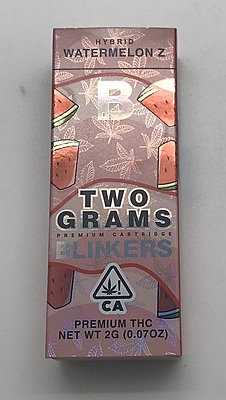 HYBRID
WATERMELON Z
B
TWO
GRAMS
PREMIUM CARTRIDGE
BLINKERS
!
CA
PREMIUM THC
NET WT 2G (0.07OZ)